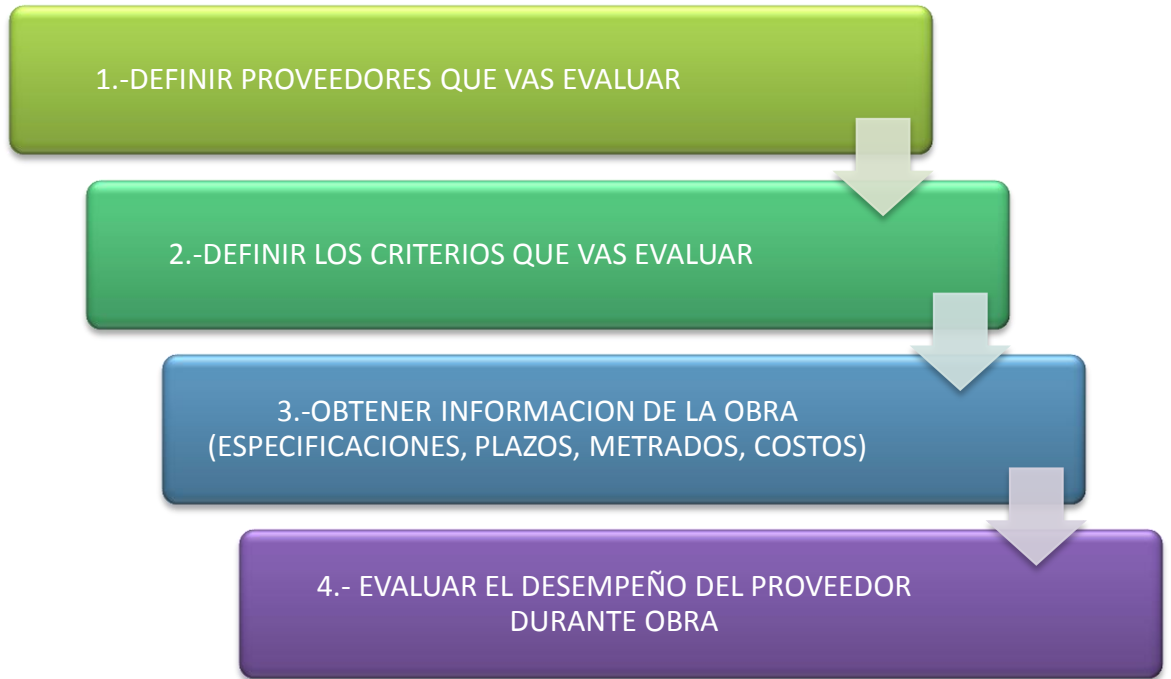 1.-DEFINIR PROVEEDORES QUE VAS EVALUAR
2.-DEFINIR LOS CRITERIOS QUE VAS EVALUAR
3.-OBTENER INFORMACION DE LA OBRA
(ESPECIFICACIONES, PLAZOS, METRADOS, COSTOS)
4.- EVALUAR EL DESEMPEÑO DEL PROVEEDOR
DURANTE OBRA